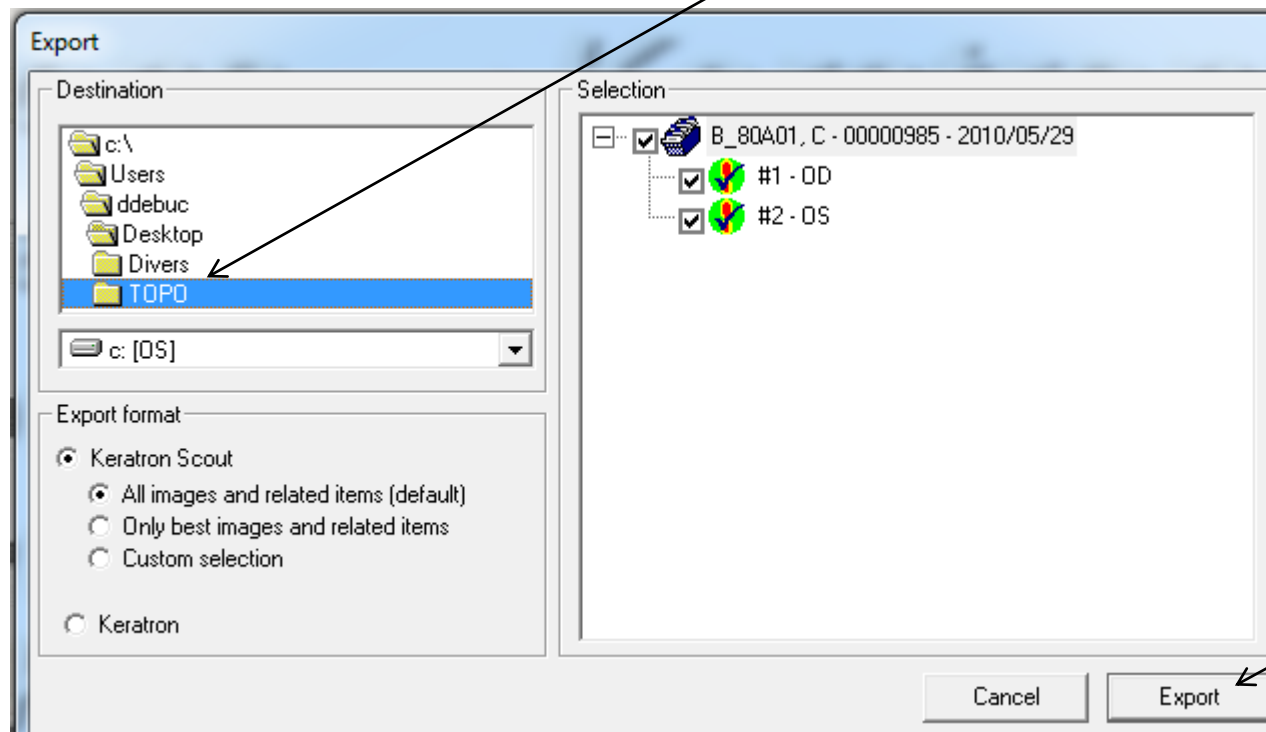 Export
Destination
c:\
Users
ddebuc
Desktop
Divers
TOPO
c: [OS]
Export format
Keratron Scout
All images and related items (default)
Only best images and related items
Custom selection
Keratron
Selection
B_80A01, C - 00000985 - 2010/05/29
#1 - OD
#2 - OS
Cancel
Export